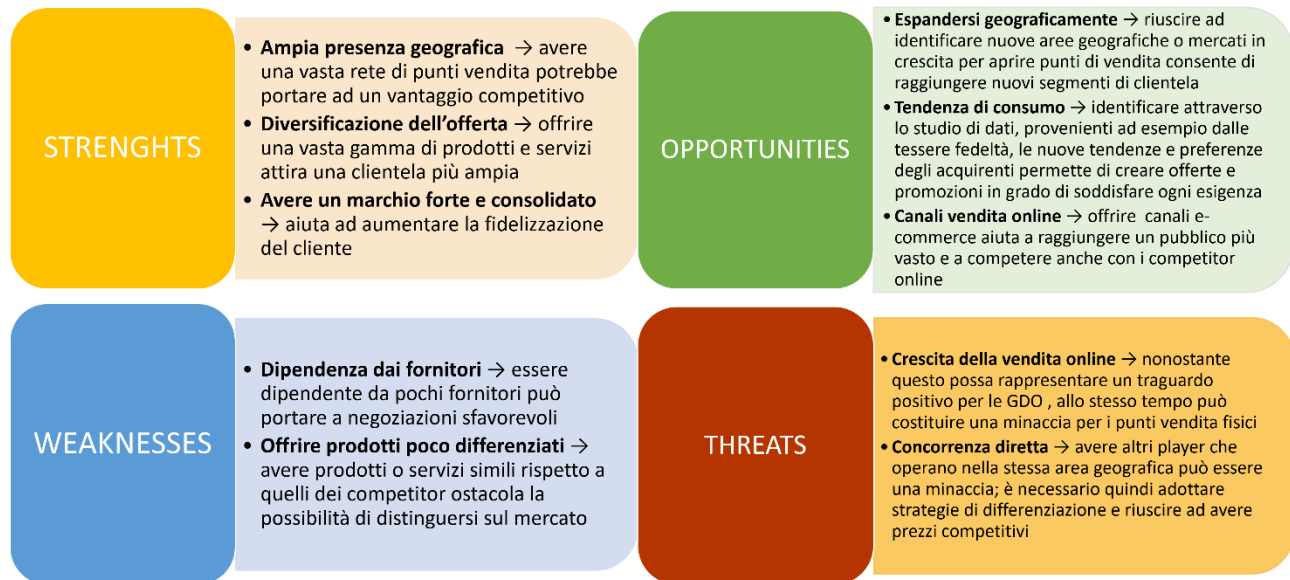 STRENGHTS
• Ampia presenza geografica → avere
una vasta rete di punti vendita potrebbe
portare ad un vantaggio competitivo
• Diversificazione dell’offerta → offrire
una vasta gamma di prodotti e servizi
attira una clientela più ampia
• Avere un marchio forte e consolidato
→ aiuta ad aumentare la fidelizzazione
del cliente
OPPORTUNITIES
• Espandersi geograficamente → riuscire ad
identificare nuove aree geografiche o mercati in
crescita per aprire punti di vendita consente di
raggiungere nuovi segmenti di clientela
• Tendenza di consumo → identificare attraverso
lo studio di dati, provenienti ad esempio dalle
tessere fedeltà, le nuove tendenze e preferenze
degli acquirenti permette di creare offerte e
promozioni in grado di soddisfare ogni esigenza
• Canali vendita online → offrire canali e-
commerce aiuta a raggiungere un pubblico più
vasto e a competere anche con i competitor
online
WEAKNESSES
• Dipendenza dai fornitori → essere
dipendente da pochi fornitori può
portare a negoziazioni sfavorevoli
• Offrire prodotti poco differenziati →
avere prodotti o servizi simili rispetto a
quelli dei competitor ostacola la
possibilità di distinguersi sul mercato
THREATS
• Crescita della vendita online → nonostante
questo possa rappresentare un traguardo
positivo per le GDO , allo stesso tempo può
costituire una minaccia per i punti vendita fisici
• Concorrenza diretta → avere altri player che
operano nella stessa area geografica può essere
una minaccia; è necessario quindi adottare
strategie di differenziazione e riuscire ad avere
prezzi competitivi